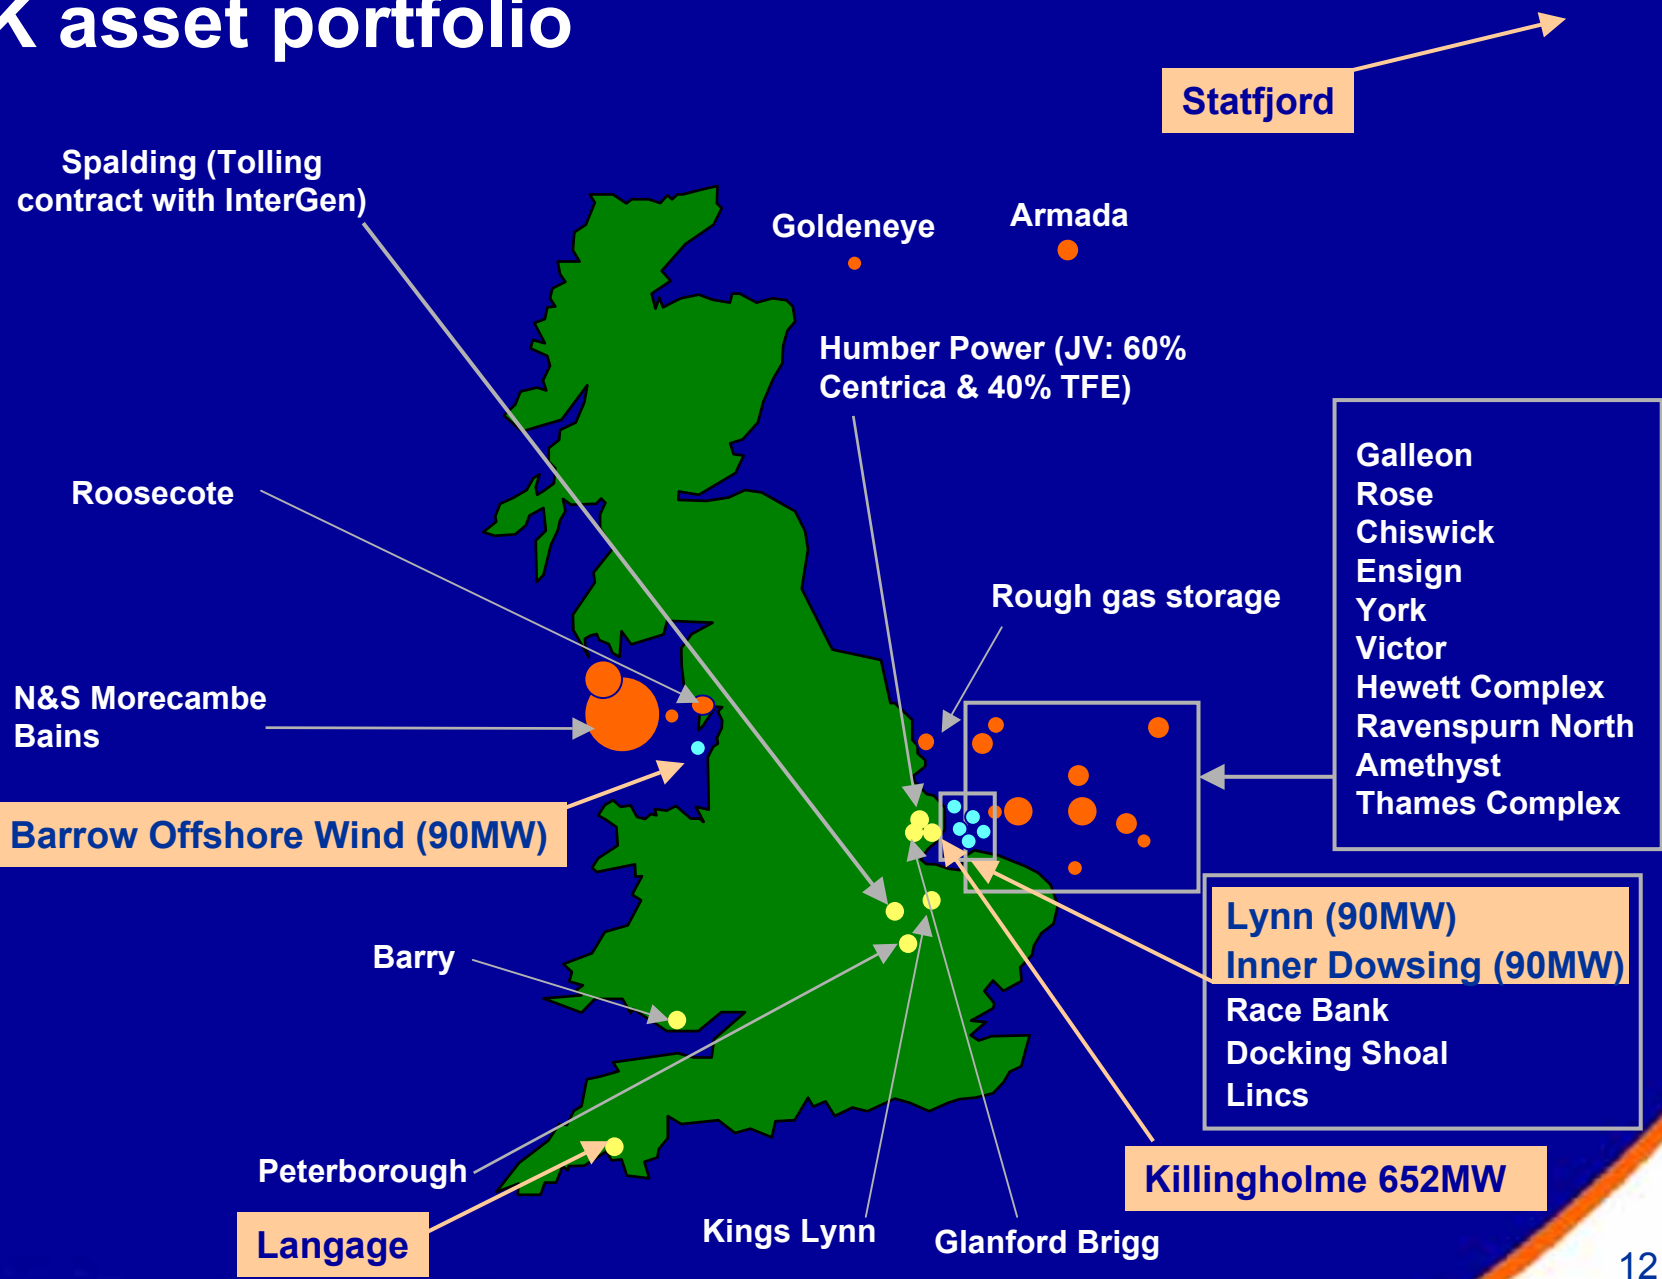 K asset portfolio
Statfjord
Spalding (Tolling
contract with InterGen)
Goldeneye
Armada
Humber Power (JV: 60%
Centrica & 40% TFE)
Roosecote
Rough gas storage
Galleon
Rose
Chiswick
Ensign
York
Victor
Hewett Complex
Ravenspurn North
Amethyst
Thames Complex
N&S Morecambe
Bains
Barrow Offshore Wind (90MW)
Lynn (90MW)
Inner Dowsing (90MW)
Race Bank
Docking Shoal
Lincs
Barry
Peterborough
Killingholme 652MW
Langage
Kings Lynn
Glanford Brigg
12